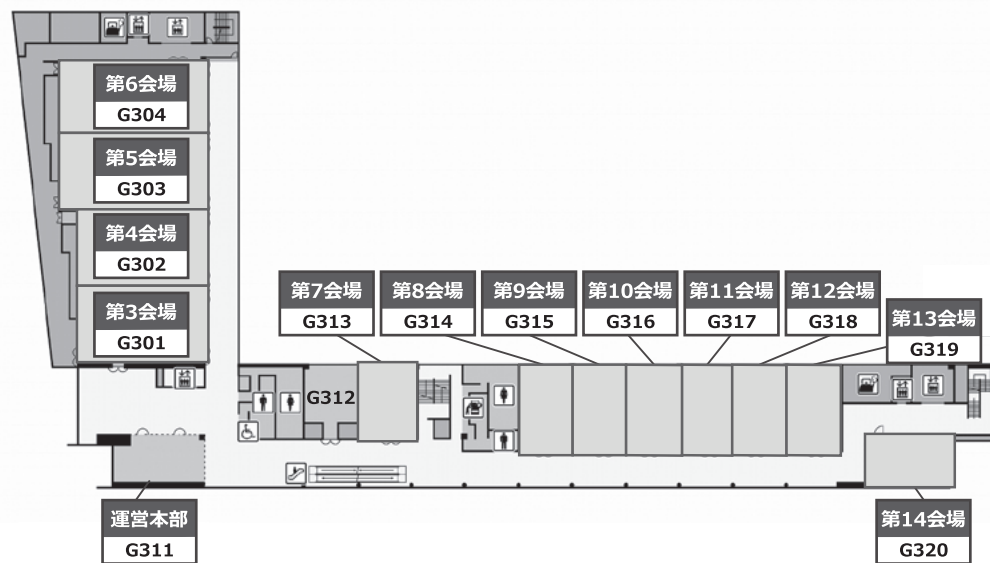 第6会場
G304
第5会場
G303
第4会場
G302
第3会場
G301
第7会場
G313
第8会場
G314
第9会場
G315
第10会場
G316
第11会場
G317
第12会場
G318
第13会場
G319
G312
運営本部
G311
第14会場
G320